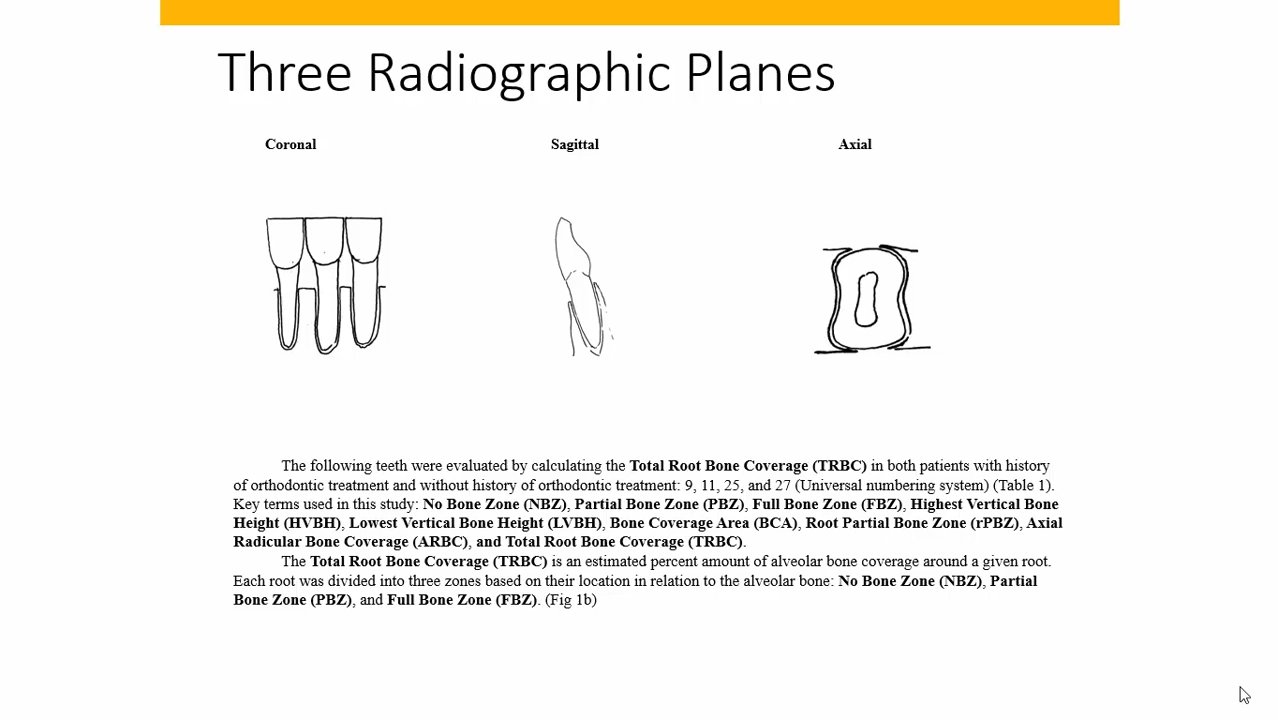 Three Radiographic Planes
Coronal
Sagittal
Axial
The following teeth were evaluated by calculating the Total Root Bone Coverage (TRBC) in both patients with history
of orthodontic treatment and without history of orthodontic treatment: 9, 11, 25, and 27 (Universal numbering system) (Table 1).
Key terms used in this study: No Bone Zone (NBZ), Partial Bone Zone (PBZ), Full Bone Zone (FBZ), Highest Vertical Bone
Height (HVBH), Lowest Vertical Bone Height (LVBH), Bone Coverage Area (BCA), Root Partial Bone Zone (rPBZ), Axial
Radicular Bone Coverage (ARBC), and Total Root Bone Coverage (TRBC).
The Total Root Bone Coverage (TRBC) is an estimated percent amount of alveolar bone coverage around a given root.
Each root was divided into three zones based on their location in relation to the alveolar bone: No Bone Zone (NBZ), Partial
Bone Zone (PBZ), and Full Bone Zone (FBZ). (Fig 1b)